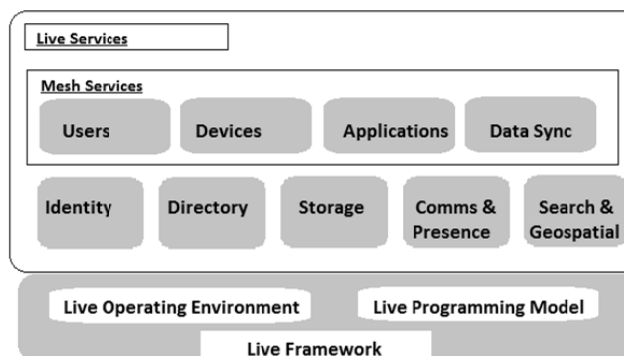 Live Services
Mesh Services
Users Devices Applications Data Sync
Identity Directory Storage Comms & Search &
Presence Geospatial
Live Operating Environment Live Programming Model
Live Framework